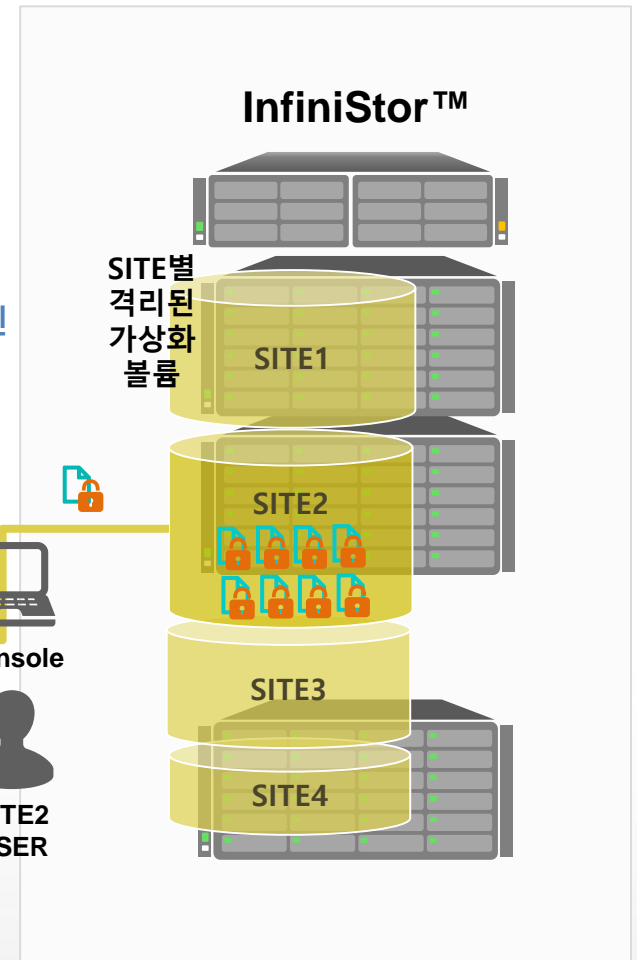 InfiniStor™
SITE별
격리된
가상화
볼륨
SITE1
SITE2
SITE3
SITE4
nsole
TE2
SER